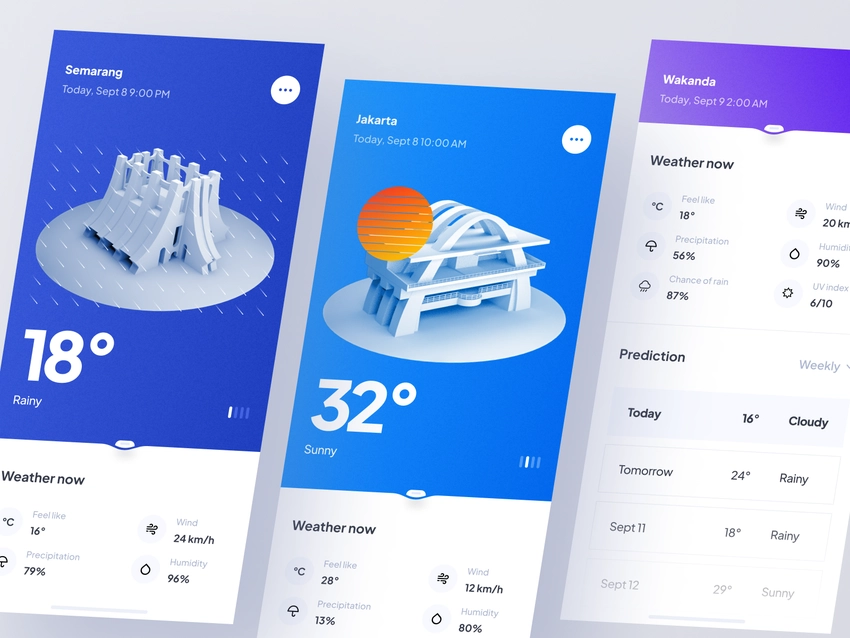 Semarang
Today, Sept 8 9:00 PM
18°
Rainy
Weather now
°C
Feel like
16°
Wind
24 km/h
Precipitation
79%
Humidity
96%
Jakarta
Today, Sept 8 10:00 AM
32°
Sunny
Weather now
°C
Feel like
28°
Wind
12 km/h
Precipitation
13%
Humidity
80%
Wakanda
Today, Sept 9 2:00 AM
Weather now
°C
Feel like
18°
Wind
20 km
Precipitation
56%
Humidi
90%
Chance of rain
87%
UV index
6/10
Prediction
Weekly
Today 16° Cloudy
Tomorrow 24° Rainy
Sept 11 18° Rainy
Sept 12 29° Sunny